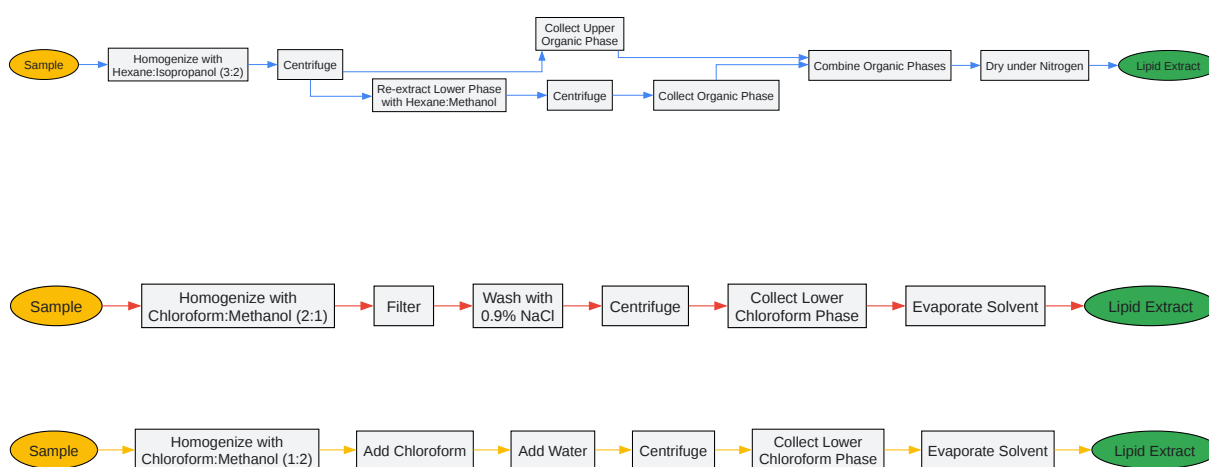 Sample
Homogenize with
Hexane:Isopropanol (3:2)
Centrifuge
Collect Upper
Organic Phase
Re-extract Lower Phase
with Hexane:Methanol
Centrifuge
Collect Organic Phase
Combine Organic Phases
Dry under Nitrogen
Lipid Extract
Sample
Homogenize with
Chloroform:Methanol (2:1)
Filter
Wash with
0.9% NaCl
Centrifuge
Collect Lower
Chloroform Phase
Evaporate Solvent
Lipid Extract
Sample
Homogenize with
Chloroform:Methanol (1:2)
Add Chloroform
Add Water
Centrifuge
Collect Lower
Chloroform Phase
Evaporate Solvent
Lipid Extract